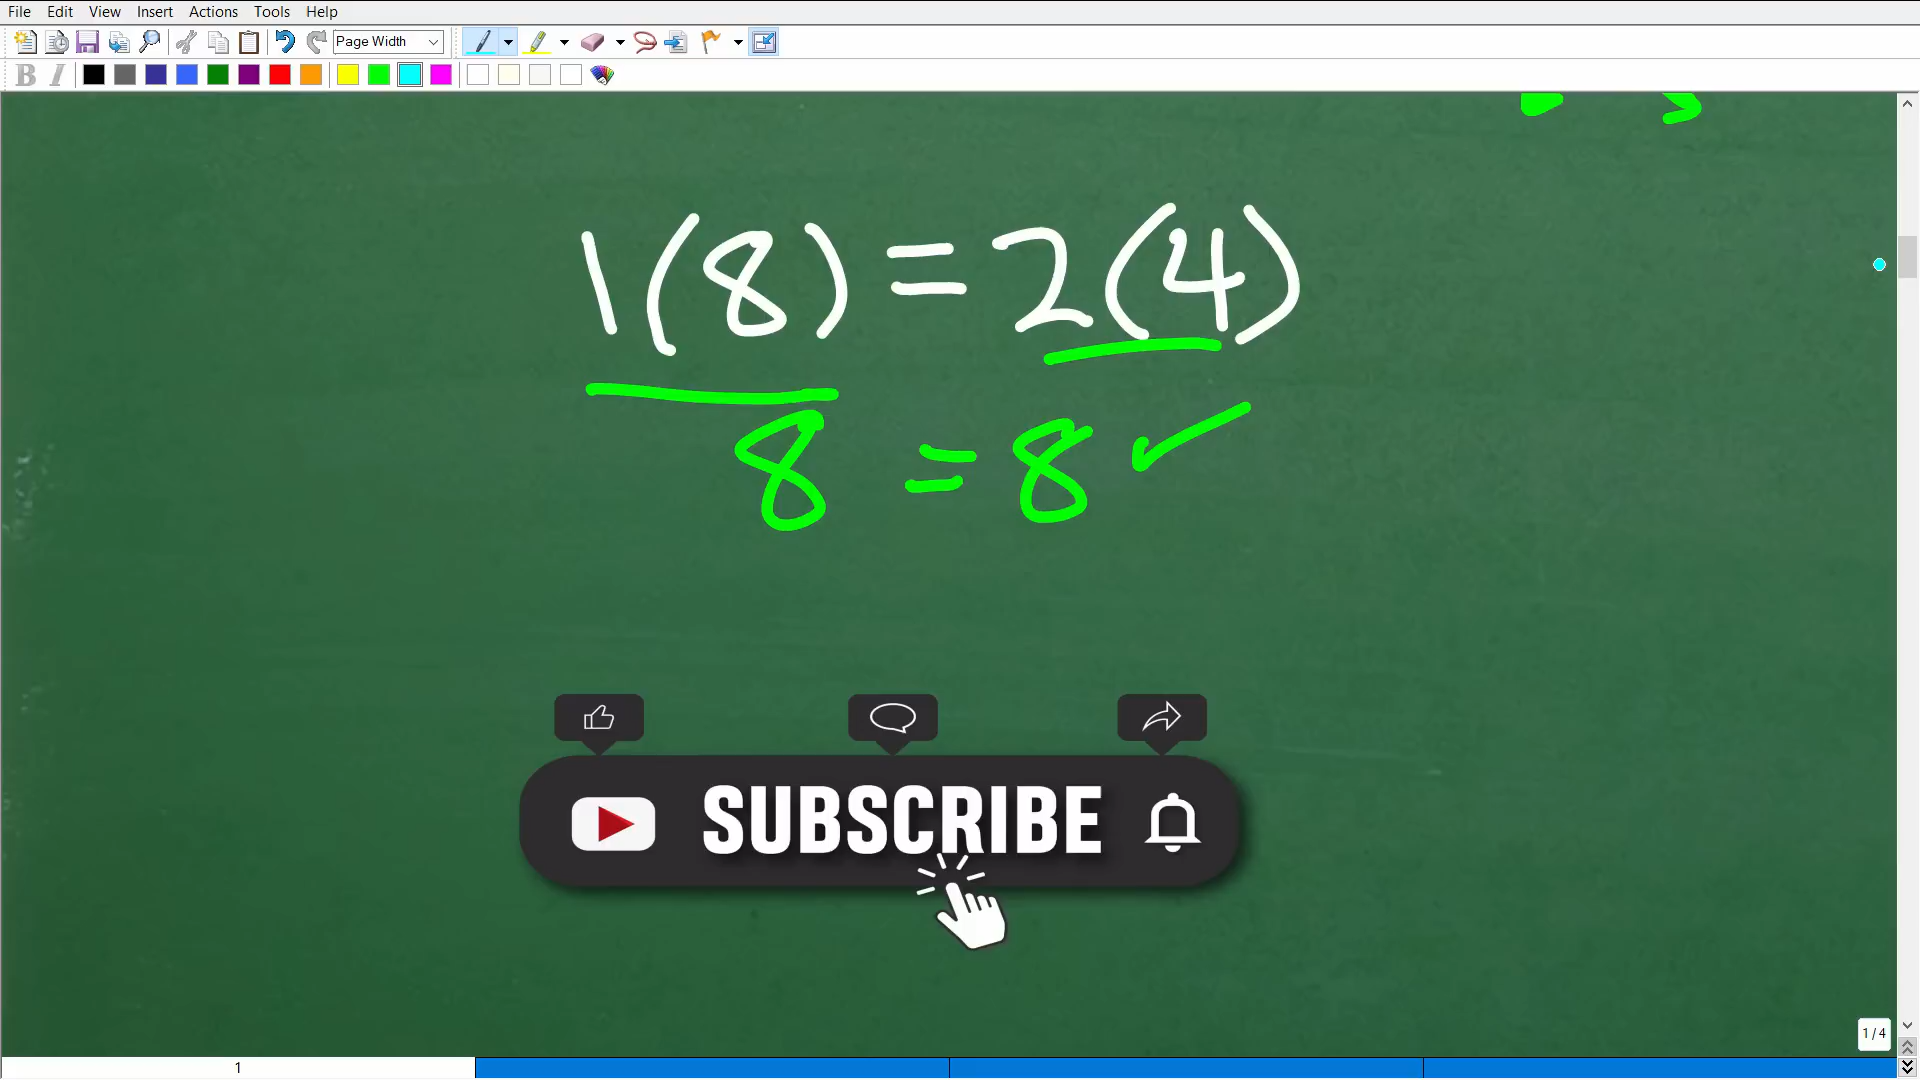 File Edit View Insert Actions Tools Help
Page Width
B I
1(8)=2(4)
8 = 8 ✓
SUBSCRIBE
1 / 4
1